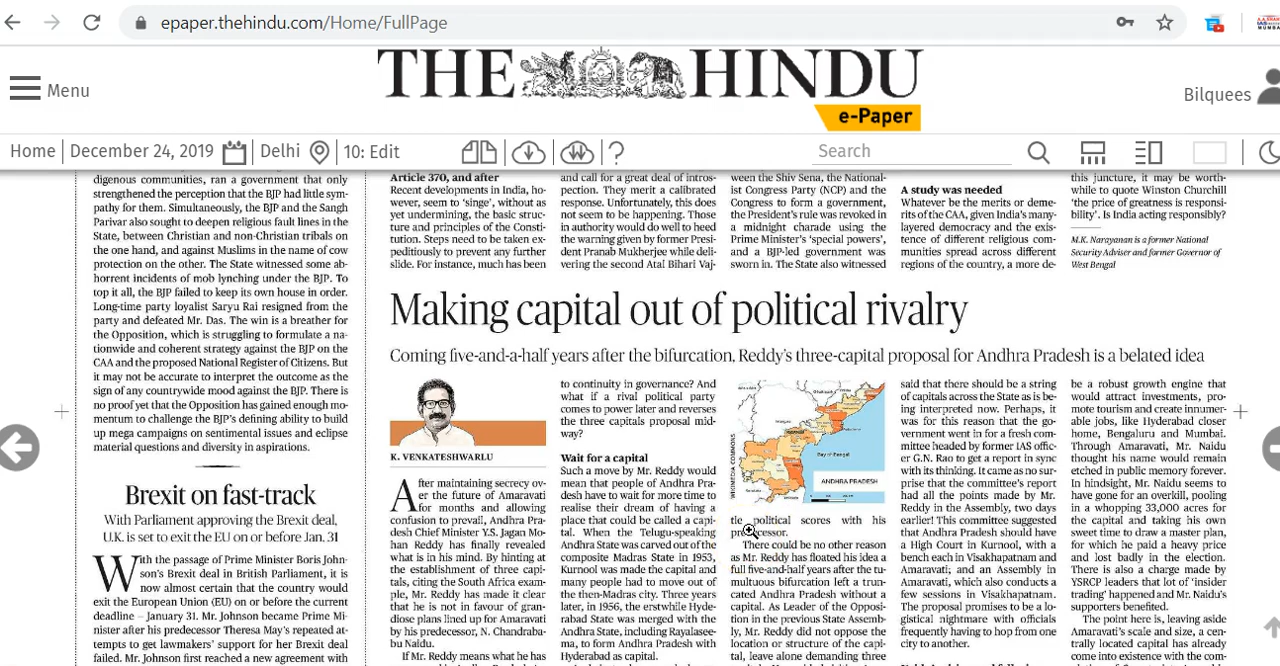 epaper.thehindu.com/Home/FullPage
THE HINDU
e-Paper
Menu
Bilquees
Home
December 24, 2019
Delhi
10: Edit
?
Search
digenous communities, ran a government that only
strengthened the perception that the BJP had little sym-
pathy for them. Simultaneously, the BJP and the Sangh
Parivar also sought to deepen religious fault lines in the
State, between Christian and non-Christian tribals on
the one hand, and against Muslims in the name of cow
protection on the other. The State witnessed some ab-
horrent incidents of mob lynching under the BJP. To
top it all, the BJP failed to keep its own house in order.
Long-time party loyalist Saryu Rai resigned from the
party and defeated Mr. Das. The win is a breather for
the Opposition, which is struggling to formulate a na-
tionwide and coherent strategy against the BJP on the
CAA and the proposed National Register of Citizens. But
it may not be accurate to interpret the outcome as the
sign of any countrywide mood against the BJP. There is
no proof yet that the Opposition has gained enough mo-
mentum to challenge the BJP's defining ability to build
up mega campaigns on sentimental issues and eclipse
material questions and diversity in aspirations.
Brexit on fast-track
With Parliament approving the Brexit deal,
U.K. is set to exit the EU on or before Jan. 31
With the passage of Prime Minister Boris John-
son's Brexit deal in British Parliament, it is
now almost certain that the country would
exit the European Union (EU) on or before the current
deadline – January 31. Mr. Johnson became Prime Mi-
nister after his predecessor Theresa May's repeated at-
tempts to get lawmakers' support for her Brexit deal
failed. Mr. Johnson first reached a new agreement with
Article 370, and after
Recent developments in India, ho-
wever, seem to 'singe', without as
yet undermining, the basic struc-
ture and principles of the Consti-
tution. Steps need to be taken ex-
peditiously to prevent any further
slide. For instance, much has been
and call for a great deal of intros-
pection. They merit a calibrated
response. Unfortunately, this does
not seem to be happening. Those
in authority would do well to heed
the warning given by former Presi-
dent Pranab Mukherjee while deli-
vering the second Atal Bihari Vaj-
ween the Shiv Sena, the National-
ist Congress Party (NCP) and the
Congress to form a government,
the President's rule was revoked in
a midnight charade using the
Prime Minister's 'special powers',
and a BJP-led government was
sworn in. The State also witnessed
A study was needed
Whatever be the merits or deme-
rits of the CAA, given India's many-
layered democracy and the exis-
tence of different religious com-
munities spread across different
regions of the country, a more de-
this juncture, it may be worth-
while to quote Winston Churchill
'the price of greatness is responsi-
bility'. Is India acting responsibly?
M.K. Narayanan is a former National
Security Adviser and former Governor of
West Bengal
Making capital out of political rivalry
Coming five-and-a-half years after the bifurcation, Reddy's three-capital proposal for Andhra Pradesh is a belated idea
K. VENKATESHWARLU
After maintaining secrecy ov-
er the future of Amaravati
for months and allowing
confusion to prevail, Andhra Pra-
desh Chief Minister Y.S. Jagan Mo-
han Reddy has finally revealed
what is in his mind. By hinting at
the establishment of three capi-
tals, citing the South Africa exam-
ple, Mr. Reddy has made it clear
that he is not in favour of gran-
diose plans lined up for Amaravati
by his predecessor, N. Chandraba-
bu Naidu.
If Mr. Reddy means what he has
to continuity in governance? And
what if a rival political party
comes to power later and reverses
the three capitals proposal mid-
way?
Wait for a capital
Such a move by Mr. Reddy would
mean that people of Andhra Pra-
desh have to wait for more time to
realise their dream of having a
place that could be called a capi-
tal. When the Telugu-speaking
Andhra State was carved out of the
composite Madras State in 1953,
Kurnool was made the capital and
many people had to move out of
the then-Madras city. Three years
later, in 1956, the erstwhile Hyde-
rabad State was merged with the
Andhra State, including Rayalasee-
ma, to form Andhra Pradesh with
Hyderabad as capital.
WIKIMEDIA COMMONS
Bay of Bengal
ANDHRA PRADESH
tle political scores with his
predecessor.
There could be no other reason
as Mr. Reddy has floated his idea a
full five-and-half years after the tu-
multuous bifurcation left a trun-
cated Andhra Pradesh without a
capital. As Leader of the Opposi-
tion in the previous State Assemb-
ly, Mr. Reddy did not oppose the
location or structure of the capi-
tal, leave alone demanding three
said that there should be a string
of capitals across the State as is be-
ing interpreted now. Perhaps, it
was for this reason that the go-
vernment went in for a fresh com-
mittee headed by former IAS offic-
er G.N. Rao to get a report in sync
with its thinking. It came as no sur-
prise that the committee's report
had all the points made by Mr.
Reddy in the Assembly, two days
earlier! This committee suggested
that Andhra Pradesh should have
a High Court in Kurnool, with a
bench each in Visakhapatnam and
Amaravati; and an Assembly in
Amaravati, which also conducts a
few sessions in Visakhapatnam.
The proposal promises to be a lo-
gistical nightmare with officials
frequently having to hop from one
city to another.
be a robust growth engine that
would attract investments, pro-
mote tourism and create innumer-
able jobs, like Hyderabad closer
home, Bengaluru and Mumbai.
Through Amaravati, Mr. Naidu
thought his name would remain
etched in public memory forever.
In hindsight, Mr. Naidu seems to
have gone for an overkill, pooling
in a whopping 33,000 acres for
the capital and taking his own
sweet time to draw a master plan,
for which he paid a heavy price
and lost badly in the election.
There is also a charge made by
YSRCP leaders that lot of 'insider
trading' happened and Mr. Naidu's
supporters benefited.
The point here is, leaving aside
Amaravati's scale and size, a cen-
trally located capital has already
come into existence with the com-